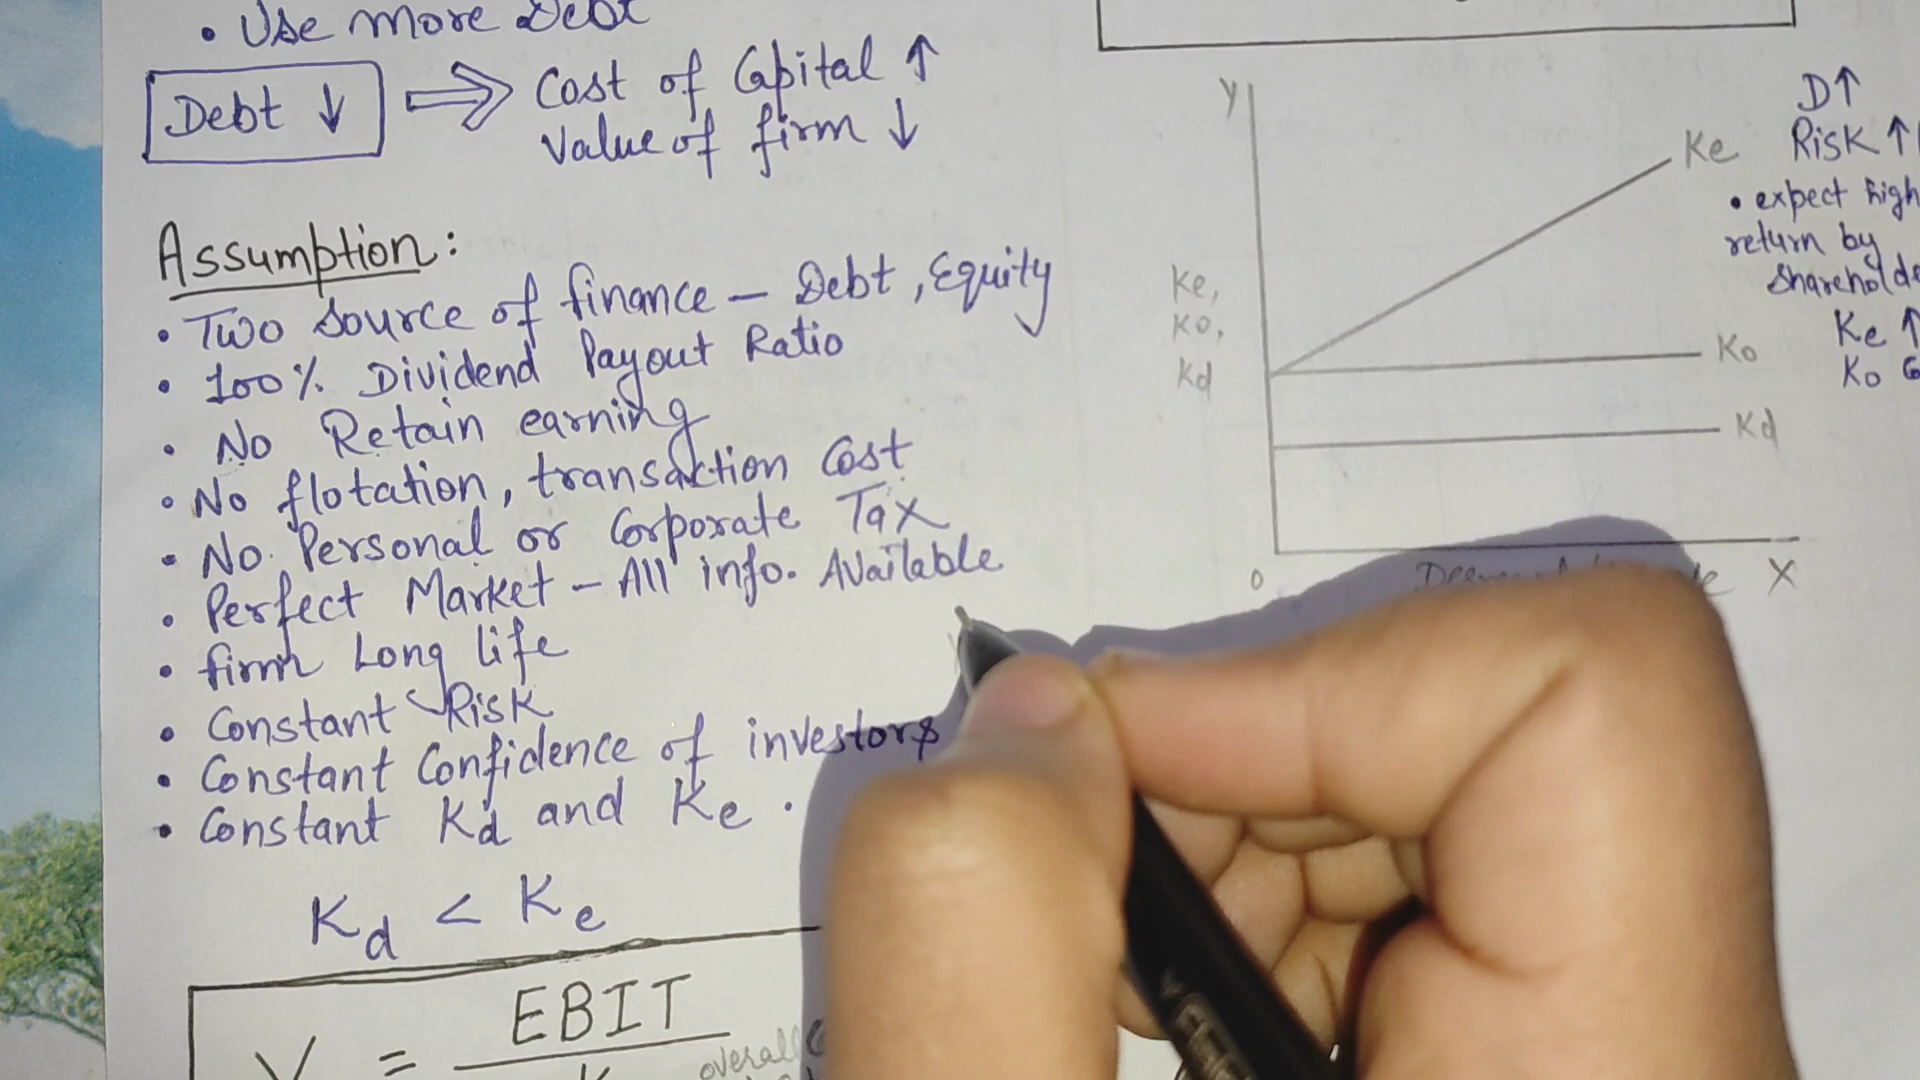 • Use more Debt
Debt ↓ ⇒ Cost of Capital ↑
Value of firm ↓
Assumption:
• Two Source of finance – Debt, Equity
• 100% Dividend Payout Ratio
• No Retain earning
• No flotation, transaction Cost
• No. Personal or Corporate Tax
• Perfect Market – All info. Available
• firm Long life
• Constant Risk
• Constant Confidence of investors
• Constant Kd and Ke.
Kd < Ke
V = EBIT
overall
Y
Ke,
Ko,
Kd
Ke
Ko
Kd
0
X
D↑
Risk ↑
• expect high
return by
Ke ↑
Ko